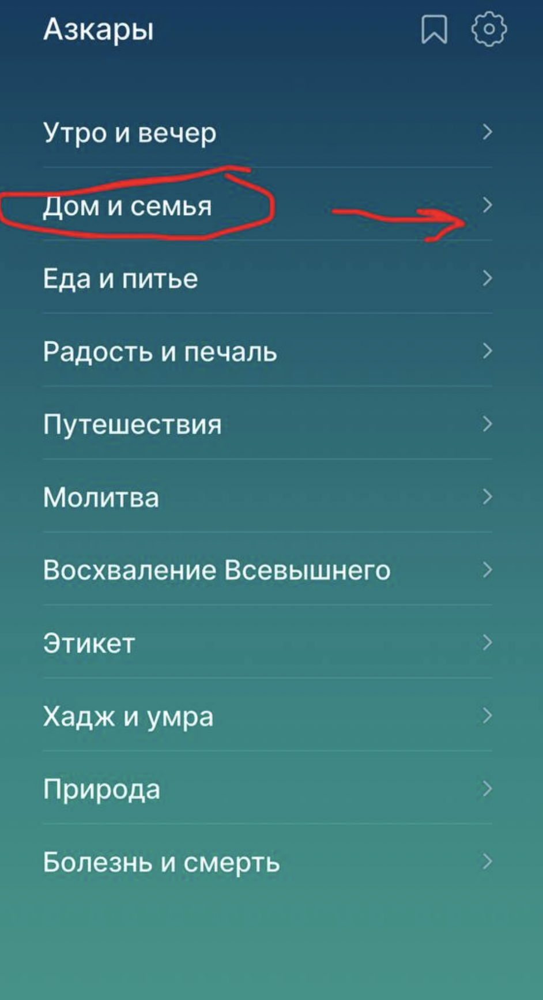 Азкары
Утро и вечер
Дом и семья
Еда и питье
Радость и печаль
Путешествия
Молитва
Восхваление Всевышнего
Этикет
Хадж и умра
Природа
Болезнь и смерть